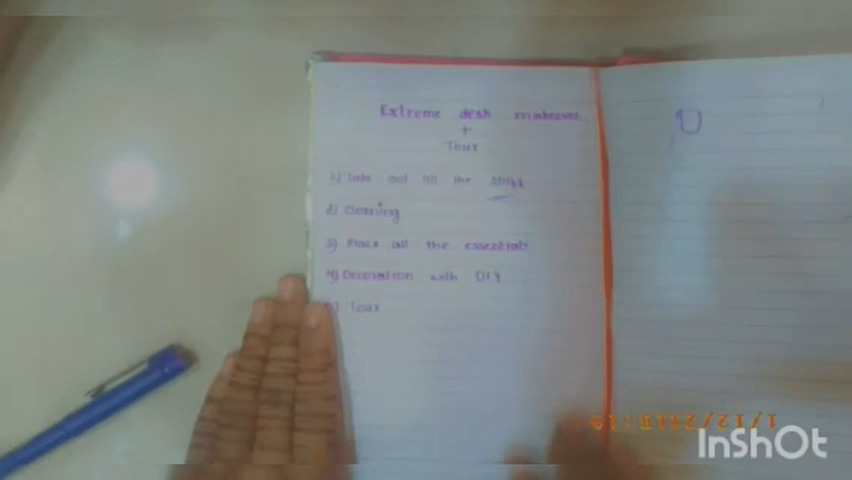 Extreme desk makeover
+
Tour
1) Take out all the stuff
2) Cleaning
3) Place all the essentials
4) Decoration with DIY
5) Tour
InShOt